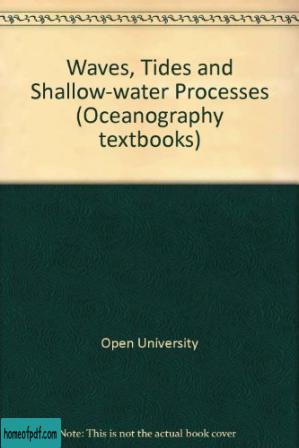 Waves, Tides and
Shallow-water Processes
(Oceanography
textbooks)
Open University
Note: This is not the actual book cover
homeofpdf.com